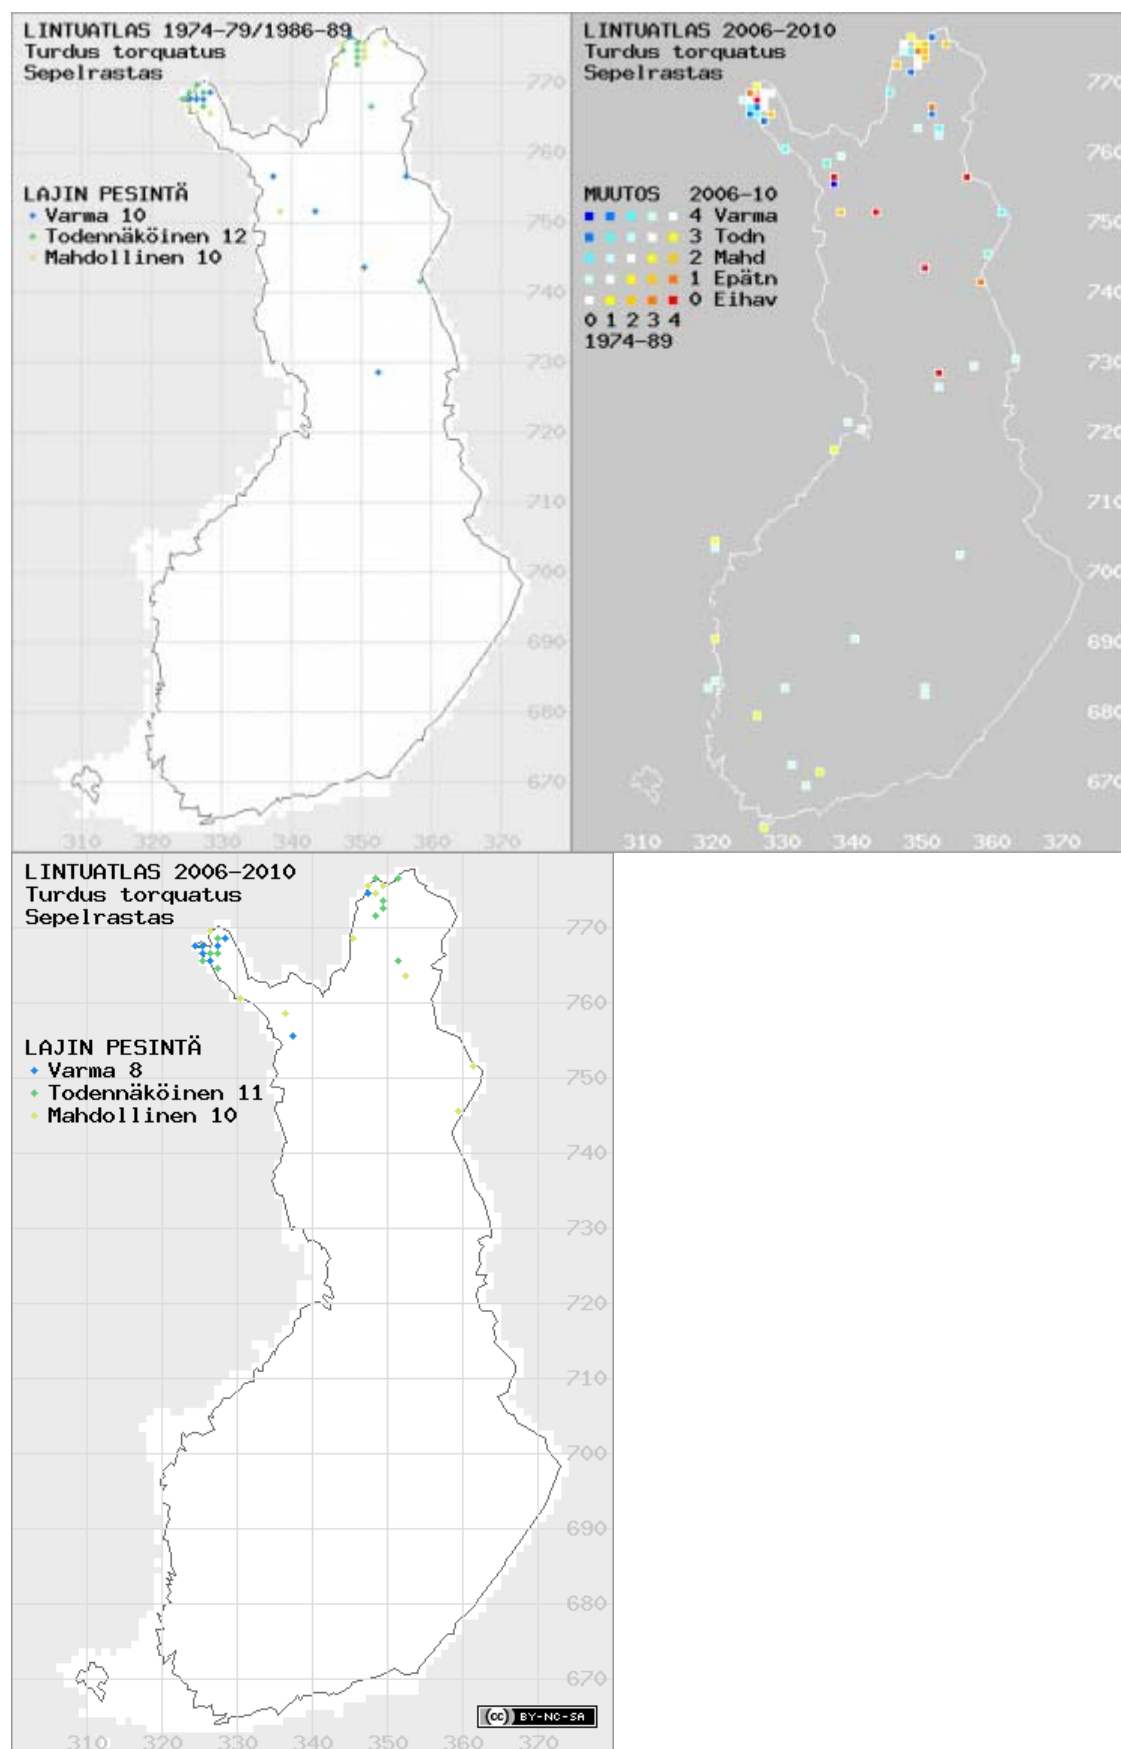 LINTUATLAS 1974-79/1986-89
Turdus torquatus
Sepelrastas
770
760
LAJIN PESINTÄ
Varma 10
Todennäköinen 12
Mahdollinen 10
750
740
730
720
710
700
690
680
670
310 320 330 340 350 360 370
LINTUATLAS 2006-2010
Turdus torquatus
Sepelrastas
770
760
MUUTOS 2006-10
4 Varma
3 Todn
2 Mahd
1 Epätn
0 Eihav
0 1 2 3 4
1974-89
750
740
730
720
710
700
690
680
670
310 320 330 340 350 360 370
LINTUATLAS 2006-2010
Turdus torquatus
Sepelrastas
770
760
LAJIN PESINTÄ
Varma 8
Todennäköinen 11
Mahdollinen 10
750
740
730
720
710
700
690
680
670
cc BY-NC-SA
310 320 330 340 350 360 370